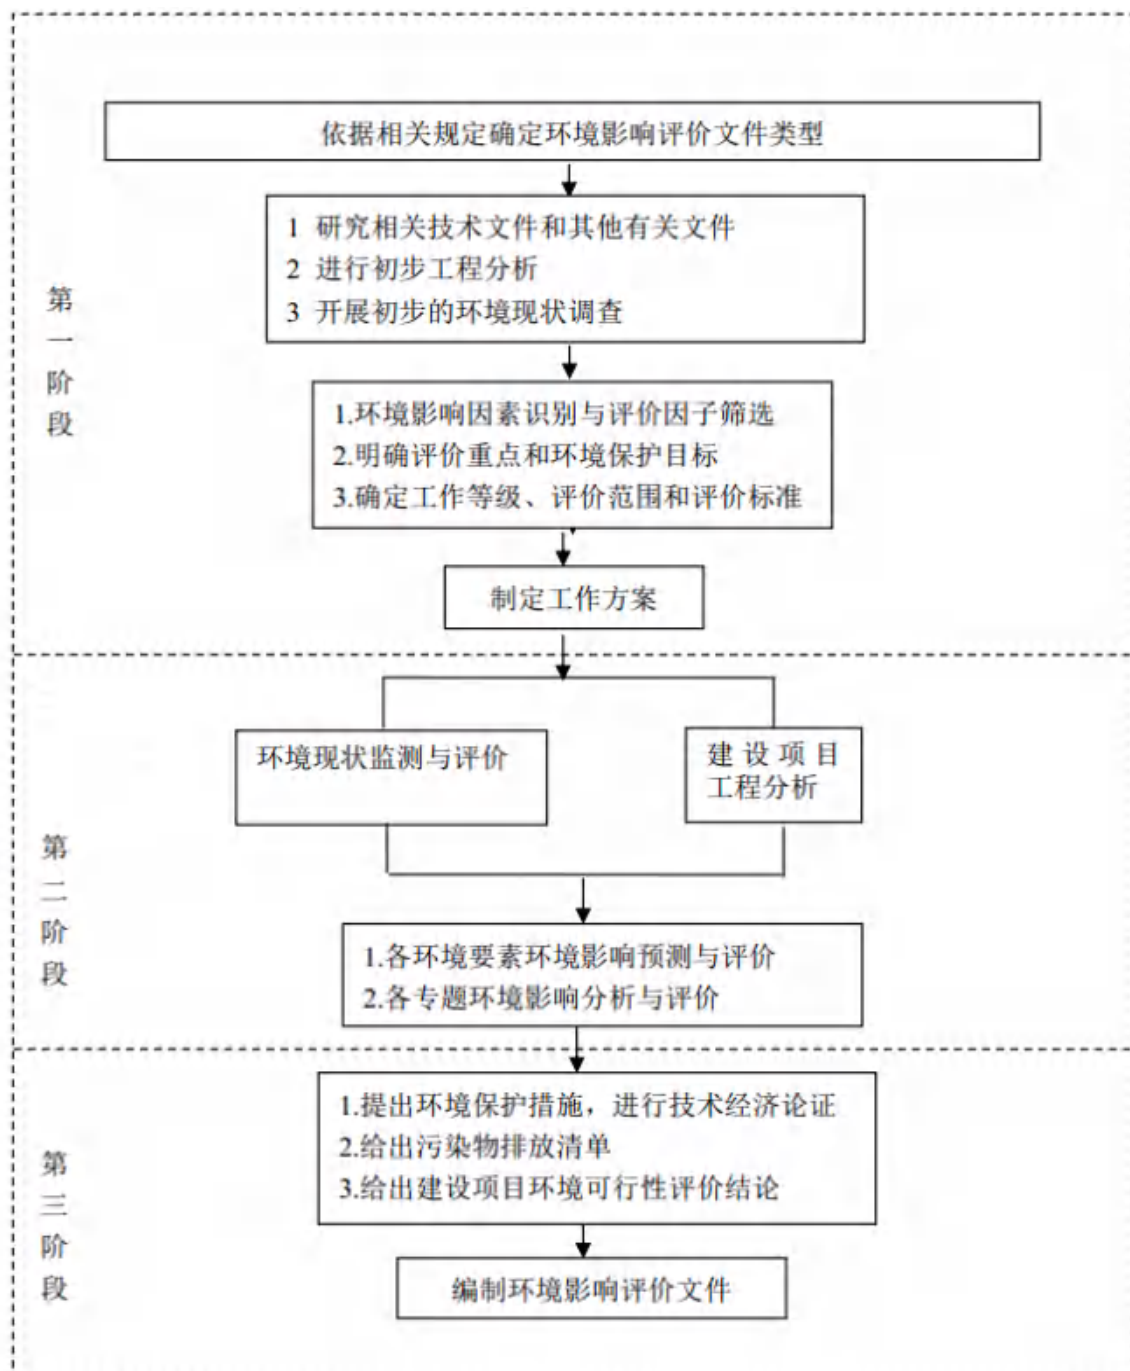 依据相关规定确定环境影响评价文件类型
1 研究相关技术文件和其他有关文件
2 进行初步工程分析
3 开展初步的环境现状调查
第一阶段
1.环境影响因素识别与评价因子筛选
2.明确评价重点和环境保护目标
3.确定工作等级、评价范围和评价标准
制定工作方案
环境现状监测与评价
建设项目
工程分析
第二阶段
1.各环境要素环境影响预测与评价
2.各专题环境影响分析与评价
1.提出环境保护措施，进行技术经济论证
2.给出污染物排放清单
3.给出建设项目环境可行性评价结论
第三阶段
编制环境影响评价文件